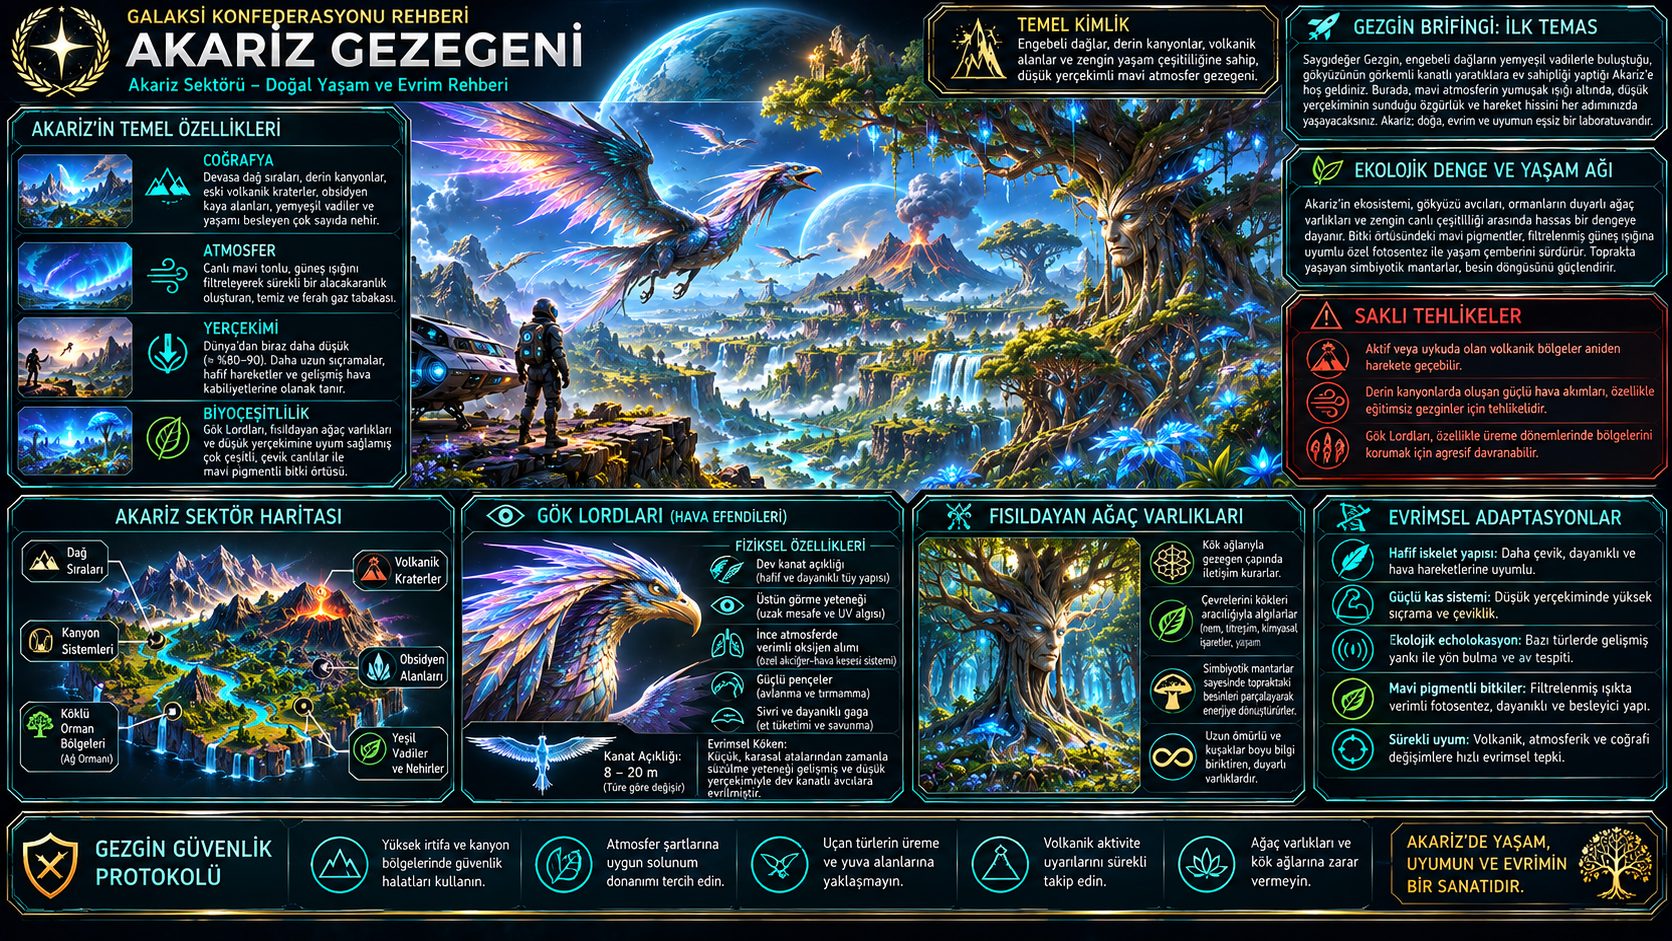 GALAKSİ KONFEDERASYONU REHBERİ
AKARİZ GEZEGENİ
Akariz Sektörü – Doğal Yaşam ve Evrim Rehberi
TEMEL KİMLİK
Engebeli dağlar, derin kanyonlar, volkanik
alanlar ve zengin yaşam çeşitliliğine sahip,
düşük yerçekimli mavi atmosfer gezegeni.
GEZGİN BRİFİNGİ: İLK TEMAS
Saygıdeğer Gezgin, engebeli dağların yemyeşil vadilerle buluştuğu,
gökyüzünün görkemli kanatlı yaratıklara ev sahipliği yaptığı Akariz'e
hoş geldiniz. Burada, mavi atmosferin yumuşak ışığı altında, düşük
yerçekiminin sunduğu özgürlük ve hareket hissini her adımınızda
yaşayacaksınız. Akariz; doğa, evrim ve uyumun eşsiz bir laboratuvarıdır.
AKARİZ'İN TEMEL ÖZELLİKLERİ
COĞRAFYA
Devasa dağ sıraları, derin kanyonlar,
eski volkanik kraterler, obsidyen
kaya alanları, yemyeşil vadiler ve
yaşamı besleyen çok sayıda nehir.
ATMOSFER
Canlı mavi tonlu, güneş ışığını
filtreleyerek sürekli bir alacakaranlık
oluşturan, temiz ve ferah gaz tabakası.
YERÇEKİMİ
Dünya'dan biraz daha düşük
(≈ %80–90). Daha uzun sıçramalar,
hafif hareketler ve gelişmiş hava
kabiliyetlerine olanak tanır.
BİYOÇEŞİTLİLİK
Gök Lordları, fısıldayan ağaç varlıkları
ve düşük yerçekimine uyum sağlamış
çok çeşitli, çevik canlılar ile
mavi pigmentli bitki örtüsü.
EKOLOJİK DENGE VE YAŞAM AĞI
Akariz'in ekosistemi, gökyüzü avcıları, ormanların duyarlı ağaç
varlıkları ve zengin canlı çeşitliliği arasında hassas bir dengeye
dayanır. Bitki örtüsündeki mavi pigmentler, filtrelenmiş güneş ışığına
uyumlu özel fotosentez ile yaşam çemberini sürdürür. Toprakta
yaşayan simbiyotik mantarlar, besin döngüsünü güçlendirir.
SAKLI TEHLİKELER
Aktif veya uykuda olan volkanik bölgeler aniden
harekete geçebilir.
Derin kanyonlarda oluşan güçlü hava akımları, özellikle
eğitimsiz gezginler için tehlikelidir.
Gök Lordları, özellikle üreme dönemlerinde bölgelerini
korumak için agresif davranabilir.
AKARİZ SEKTÖR HARİTASI
Dağ
Sıraları
Volkanik
Kraterler
Kanyon
Sistemleri
Obsidyen
Alanlarırı
Köklü
Orman
Bölgeleri
(Ağ Ormanı)
Yeşil
Vadiler
ve Nehirler
GÖK LORDLARI (HAVA EFENDİLERİ)
FİZİKSEL ÖZELLİKLERİ
Dev kanat açıklığı
(hafif ve dayanıklı tüy yapısı)
Üstün görme yeteneği
(uzak mesafe ve UV algısı)
İnce atmosferde
verimli oksijen alımı
(özel akciğer–hava kesesi sistemi)
Güçlü pençeler
(avlanma ve tırmamma)
Sivri ve dayanıklı gaga
(et tüketimi ve savunma)
Kanat Açıklığı:
8 – 20 m
(Türe göre değişir)
Evrimsel Köken:
Küçük, karasal atalarından zamanla
süzülme yeteneği gelişmiş ve düşük
yerçekimiyle dev kanatlı avcılara
evrilmiştir.
FISILDAYAN AĞAÇ VARLIKLARI
Kök ağlarıyla
gezegen çapında
iletişim kurarlar.
Çevrelerini kökleri
aracılığıyla algılarlar
(nem, titreşim, kimyasal
işaretler, yaşam
Simbiyotik mantarlar
sayesinde topraktaki
besinleri parçalayarak
enerjiye dönüştürürler.
Uzun ömürlü ve
kuşaklar boyu bilgi
biriktiren, duyarlı
varlıklardır.
EVRİMSEL ADAPTASYONLAR
Hafif iskelet yapısı: Daha çevik, dayanıklı ve
hava hareketlerine uyumlu.
Güçlü kas sistemi: Düşük yerçekiminde yüksek
sıçrama ve çeviklik.
Ekolojik echolokasyon: Bazı türlerde gelişmiş
yankı ile yön bulma ve av tespiti.
Mavi pigmentli bitkiler: Filtrelenmiş ışıkta
verimli fotosentez, dayanıklı ve besleyici yapı.
Sürekli uyum: Volkanik, atmosferik ve coğrafi
değişimlere hızlı evrimsel tepki.
GEZGİN GÜVENLİK
PROTOKOLÜ
Yüksek irtifa ve kanyon
bölgelerinde güvenlik
halatları kullanın.
Atmosfer şartlarına
uygun solunum
donanımı tercih edin.
Uçan türlerin üreme
ve yuva alanlarına
yaklaşmayın.
Volkanik aktivite
uyarılarını sürekli
takip edin.
Ağaç varlıkları ve
kök ağlarına zarar
vermeyin.
AKARİZ'DE YAŞAM,
UYUMUN VE EVRİMİN
BİR SANATIDIR.